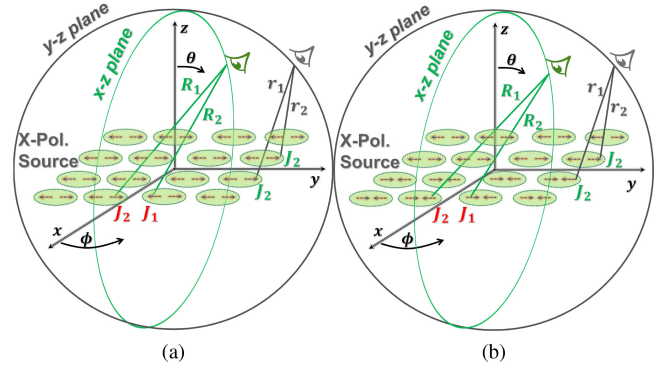 y-z plane
x-z plane
z
θ
R₁
R₂
r₁
r₂
X-Pol.
Source
J₂
J₂
y
J₂
J₁
x
ϕ
(a)
y-z plane
x-z plane
z
θ
R₁
R₂
r₁
r₂
X-Pol.
Source
J₂
J₂
y
J₂
J₁
x
ϕ
(b)